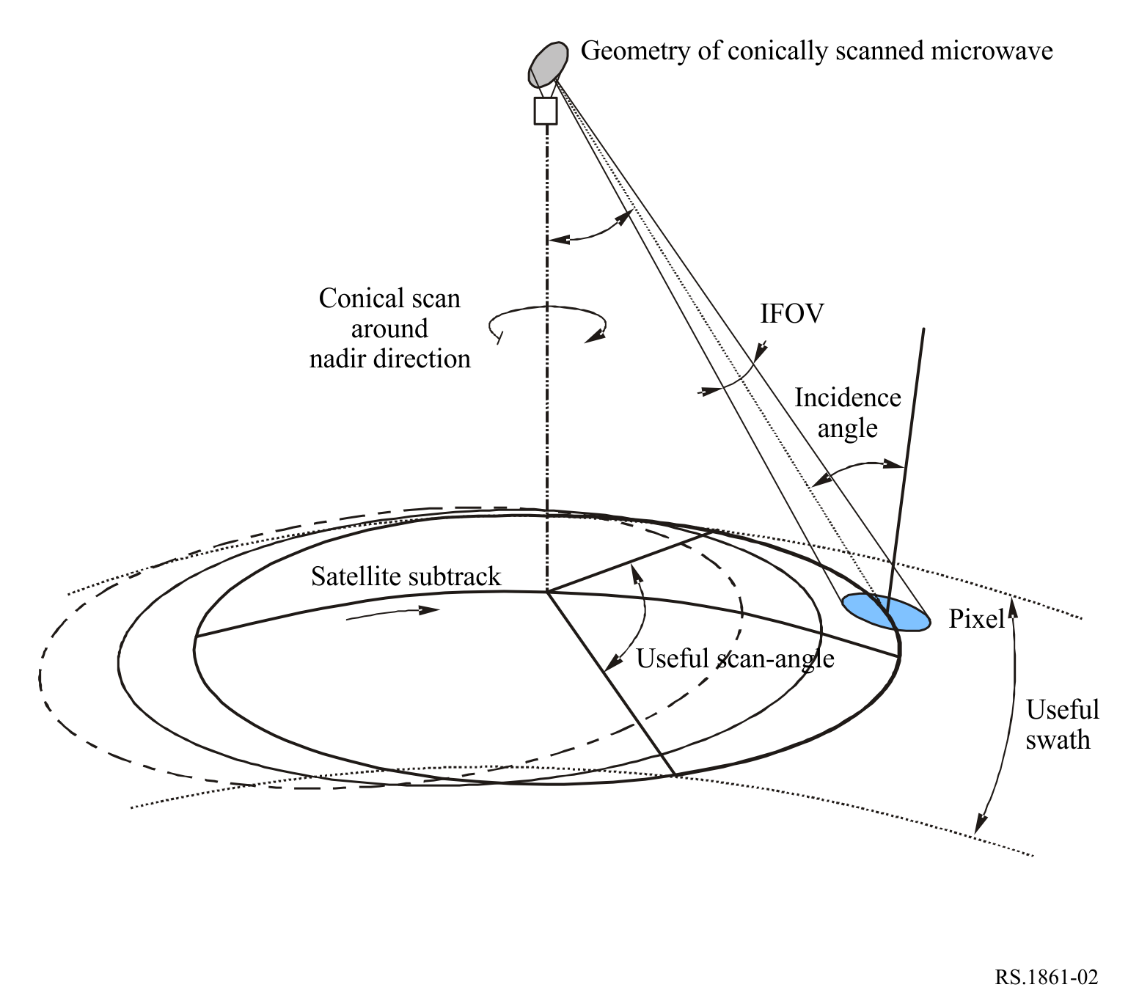 Geometry of conically scanned microwave
Conical scan
around
nadir direction
IFOV
Incidence
angle
Satellite subtrack
Pixel
Useful scan-angle
Useful
swath
RS.1861-02